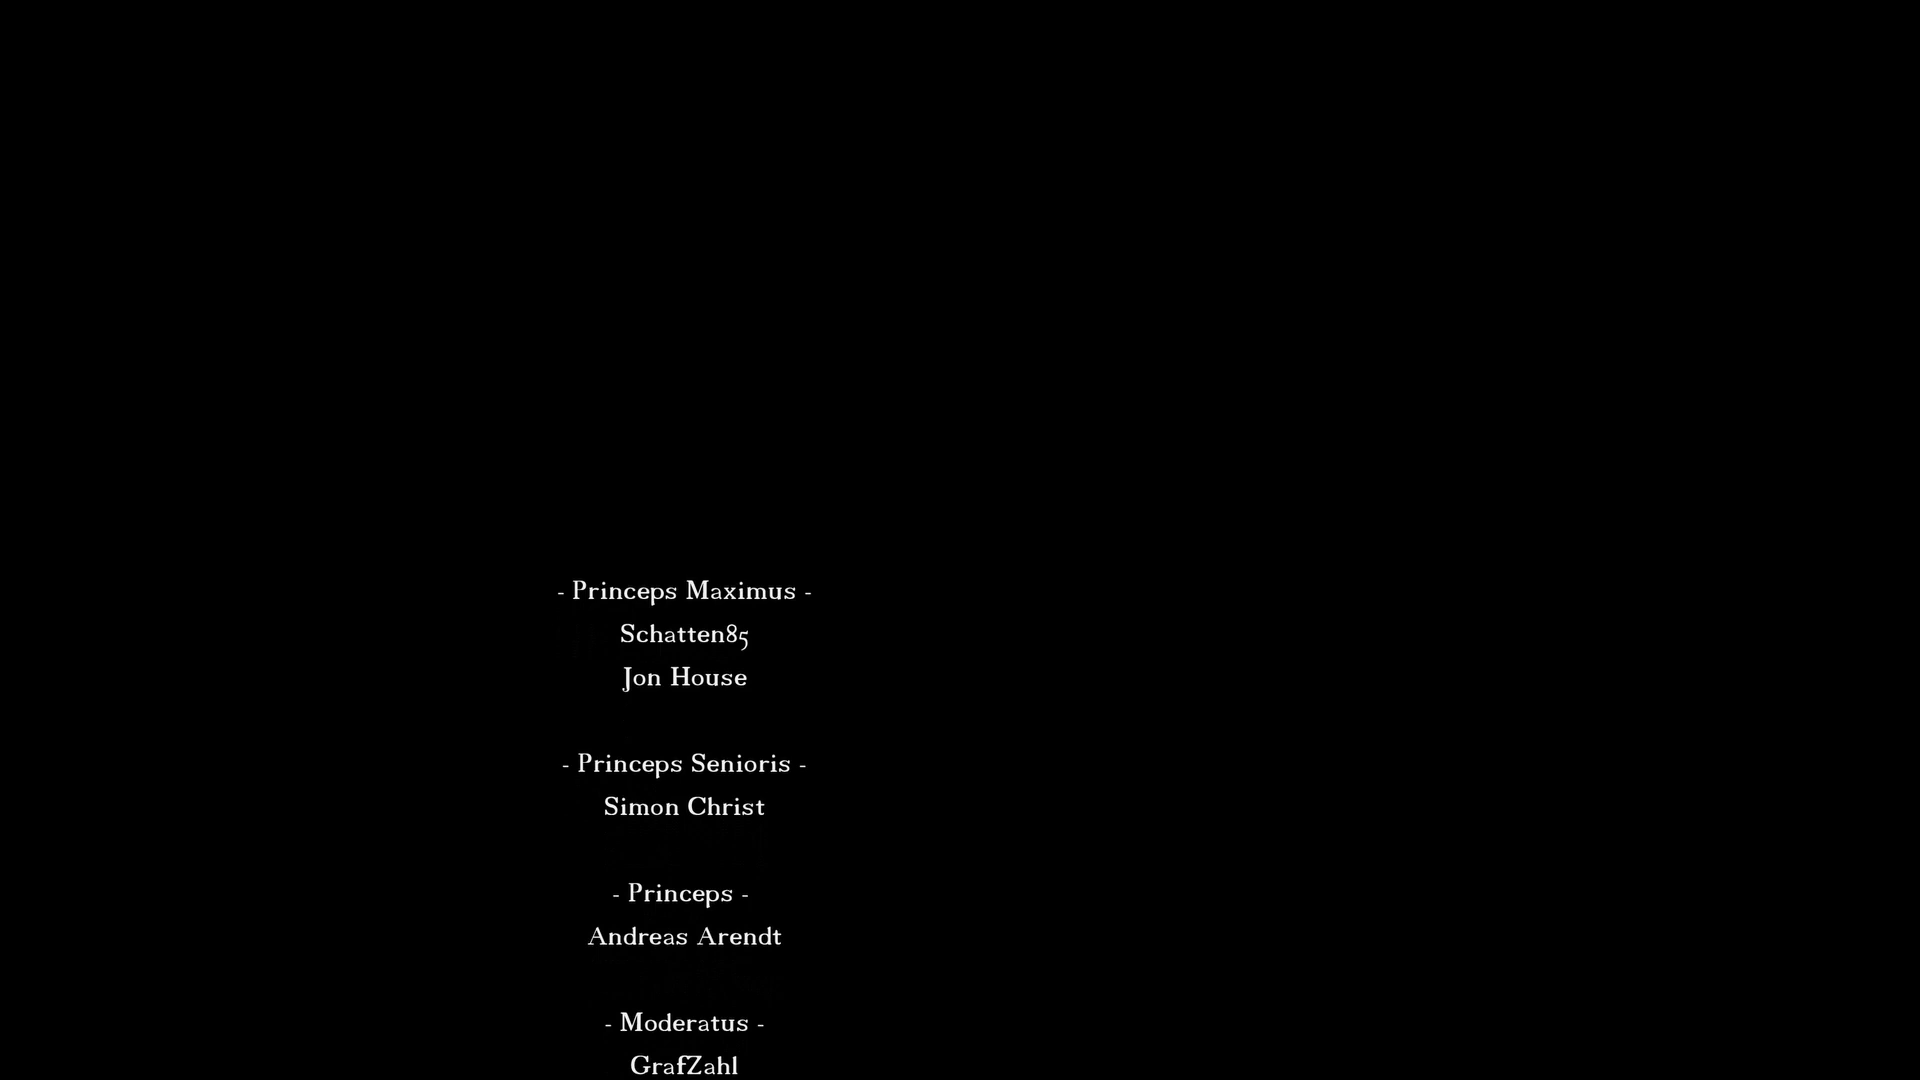 - Princeps Maximus -
Schatten85
Jon House
- Princeps Senioris -
Simon Christ
- Princeps -
Andreas Arendt
- Moderatus -
GrafZahl